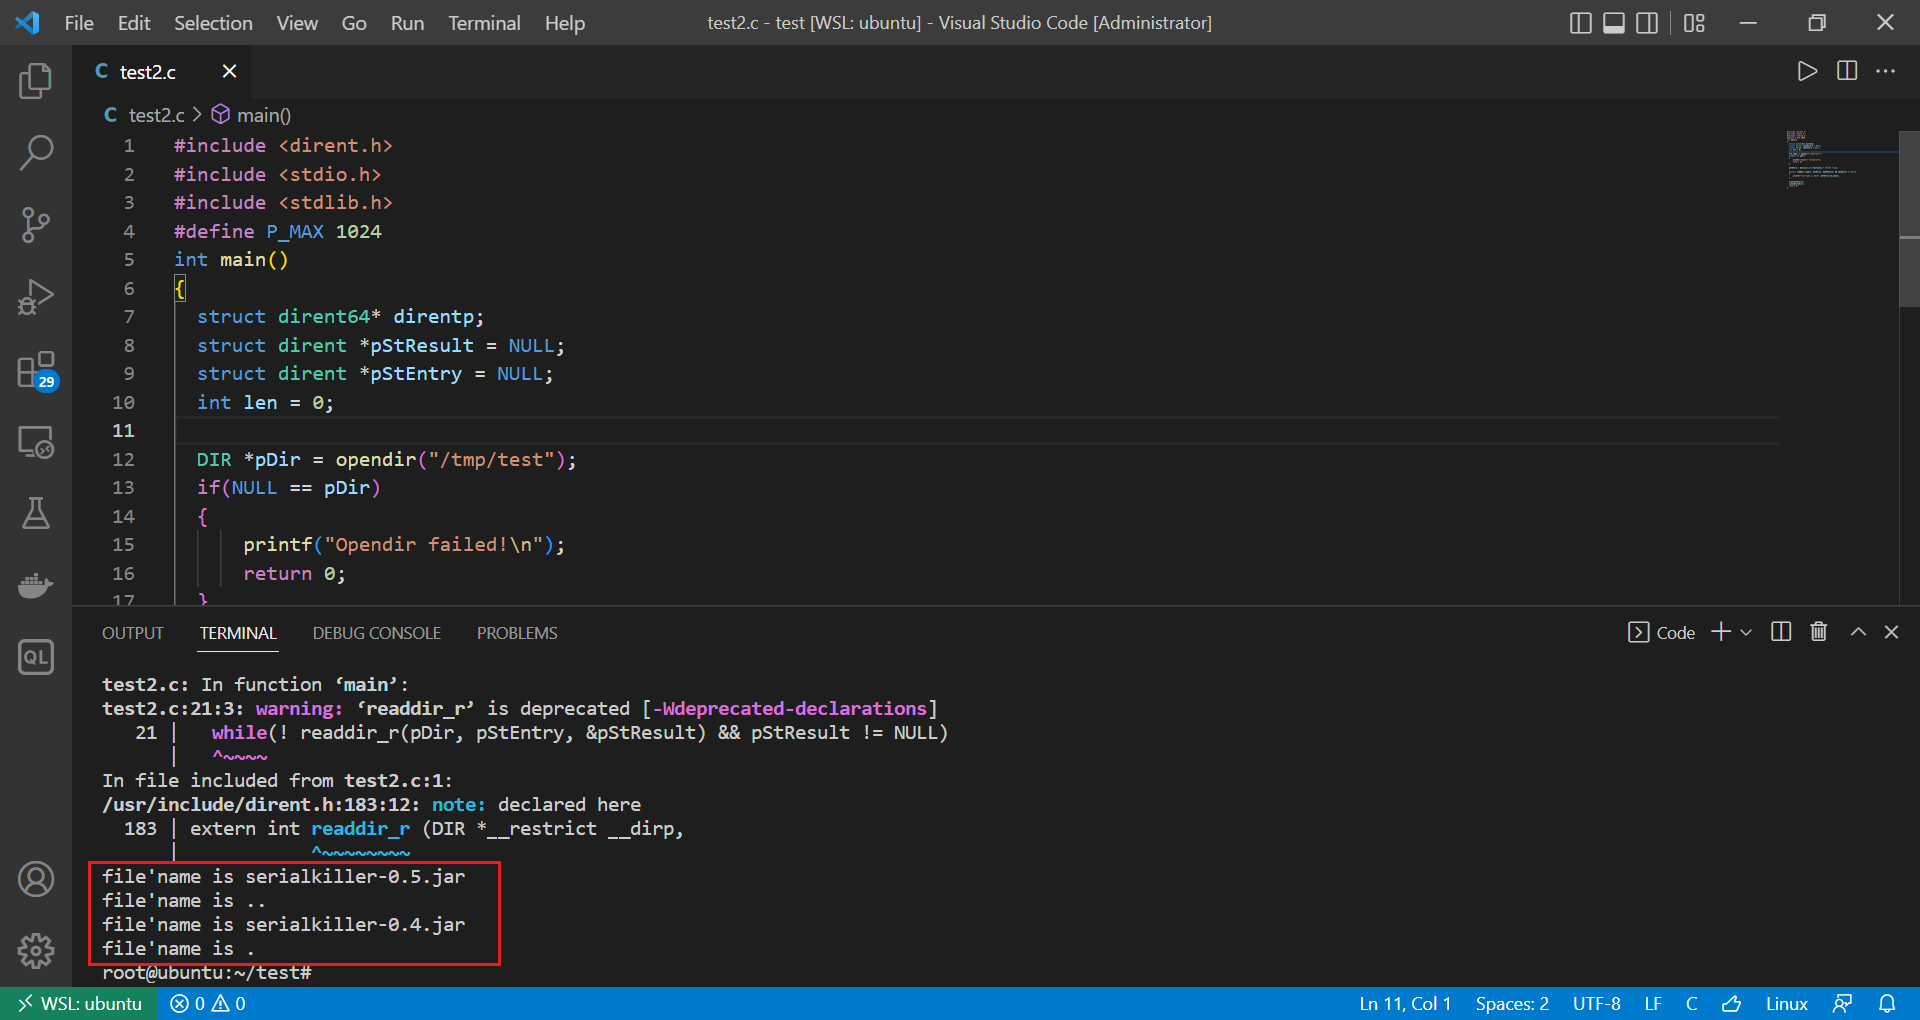 File Edit Selection View Go Run Terminal Help test2.c - test [WSL: ubuntu] - Visual Studio Code [Administrator]
C test2.c
C test2.c > main()
1 #include <dirent.h>
2 #include <stdio.h>
3 #include <stdlib.h>
4 #define P_MAX 1024
5 int main()
6 {
7 struct dirent64* direntp;
8 struct dirent *pStResult = NULL;
9 struct dirent *pStEntry = NULL;
10 int len = 0;
11
12 DIR *pDir = opendir("/tmp/test");
13 if(NULL == pDir)
14 {
15 printf("Opendir failed!\n");
16 return 0;
17 }
29
QL
OUTPUT TERMINAL DEBUG CONSOLE PROBLEMS Code
test2.c: In function ‘main’:
test2.c:21:3: warning: ‘readdir_r’ is deprecated [-Wdeprecated-declarations]
21 | while(! readdir_r(pDir, pStEntry, &pStResult) && pStResult != NULL)
| ^~~~~
In file included from test2.c:1:
/usr/include/dirent.h:183:12: note: declared here
183 | extern int readdir_r (DIR *__restrict __dirp,
| ^~~~~~~~~
file'name is serialkiller-0.5.jar
file'name is ..
file'name is serialkiller-0.4.jar
file'name is .
root@ubuntu:~/test#
WSL: ubuntu 0 0 Ln 11, Col 1 Spaces: 2 UTF-8 LF C Linux